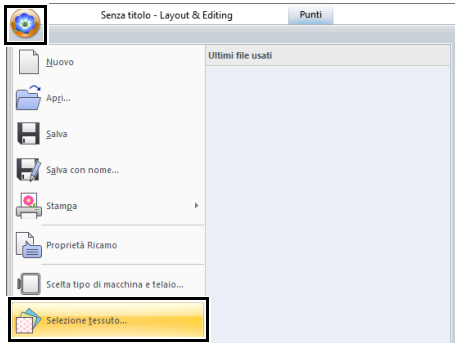 Senza titolo - Layout & Editing Punti
Ultimi file usati
Nuovo
Apri...
Salva
Salva con nome...
Stampa
Proprietà Ricamo
Scelta tipo di macchina e telaio...
Selezione tessuto...